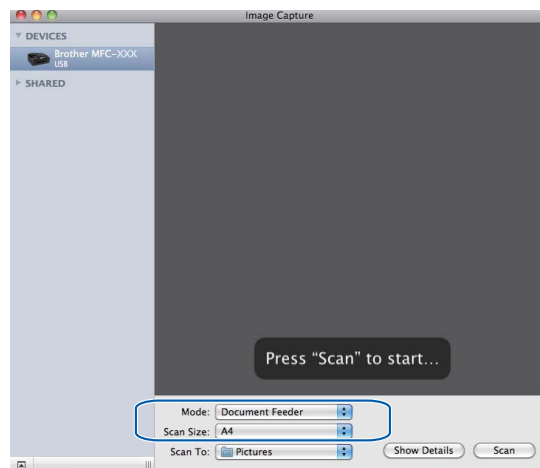 Image Capture
DEVICES
Brother MFC-XXX
USB
SHARED
Press “Scan” to start...
Mode: Document Feeder
Scan Size: A4
Scan To: Pictures
Show Details
Scan